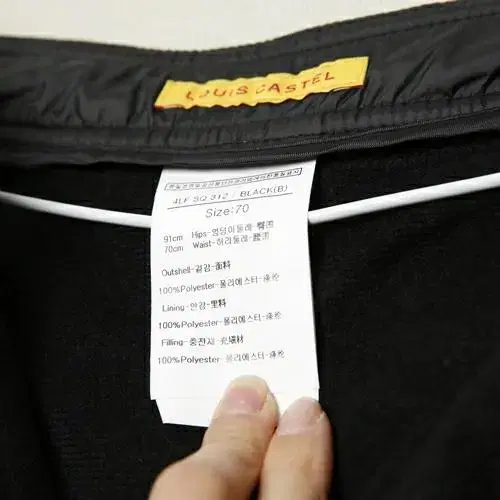 LOUIS CASTEL
4LF SQ 312 / BLACK(B)
Size:70
91cm Hips-엉덩이둘레-臀围
70cm Waist-허리둘레-腰围
Outshell-겉감-面料
100%Polyester-폴리에스터-涤纶
Lining-안감-里料
100%Polyester-폴리에스터-涤纶
Filling-충전재-充填材
100%Polyester-폴리에스터-涤纶